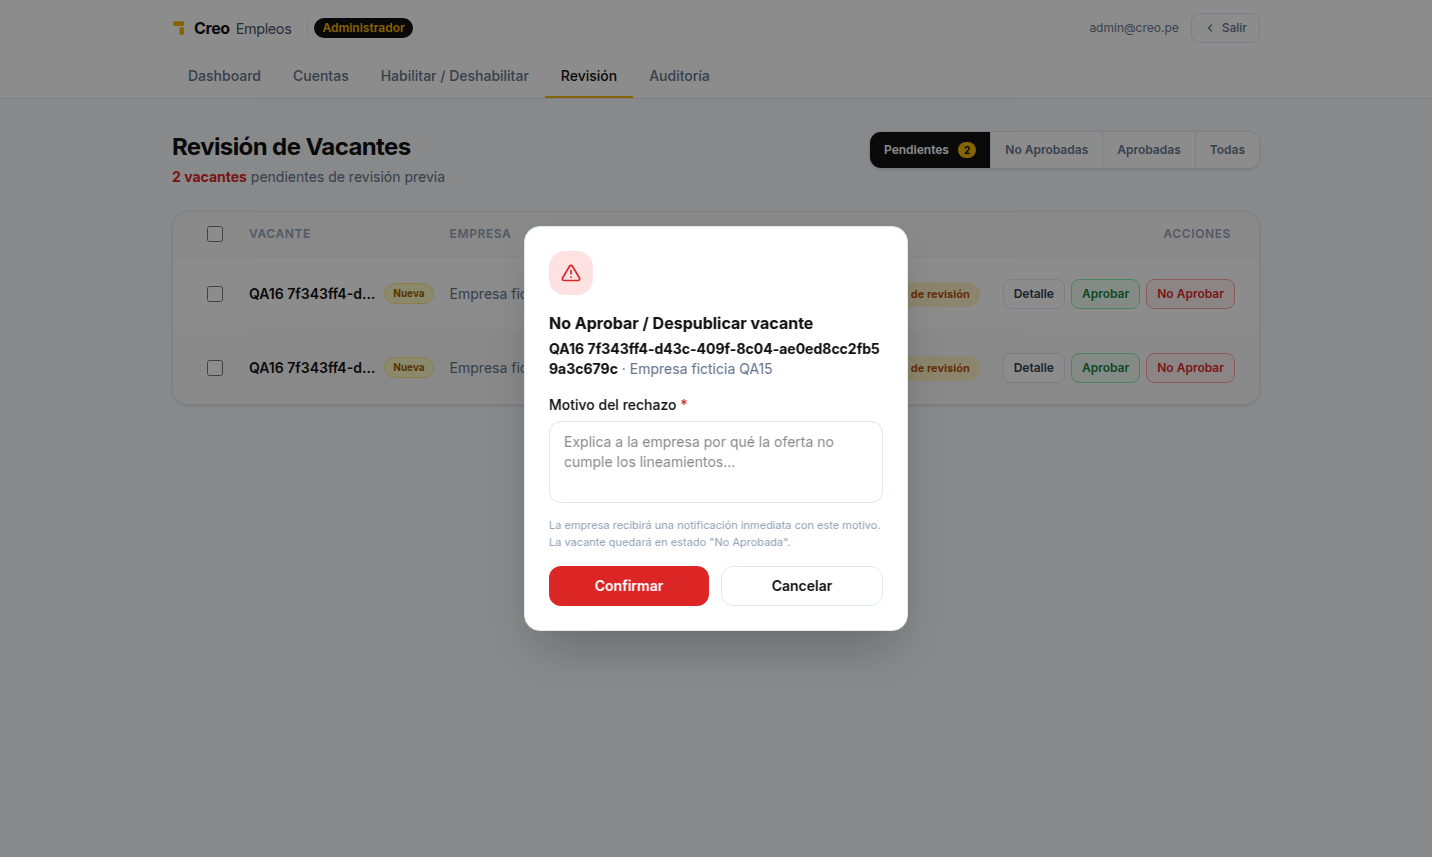 Creo Empleos Administrador admin@creo.pe Salir
Dashboard Cuentas Habilitar / Deshabilitar Revisión Auditoría
Revisión de Vacantes
2 vacantes pendientes de revisión previa
Pendientes 2 No Aprobadas Aprobadas Todas
VACANTE EMPRESA ACCIONES
QA16 7f343ff4-d... Nueva Empresa fic de revisión Detalle Aprobar No Aprobar
QA16 7f343ff4-d... Nueva Empresa fic de revisión Detalle Aprobar No Aprobar
No Aprobar / Despublicar vacante
QA16 7f343ff4-d43c-409f-8c04-ae0ed8cc2fb5
9a3c679c · Empresa ficticia QA15
Motivo del rechazo *
Explica a la empresa por qué la oferta no
cumple los lineamientos...
La empresa recibirá una notificación inmediata con este motivo.
La vacante quedará en estado "No Aprobada".
Confirmar Cancelar